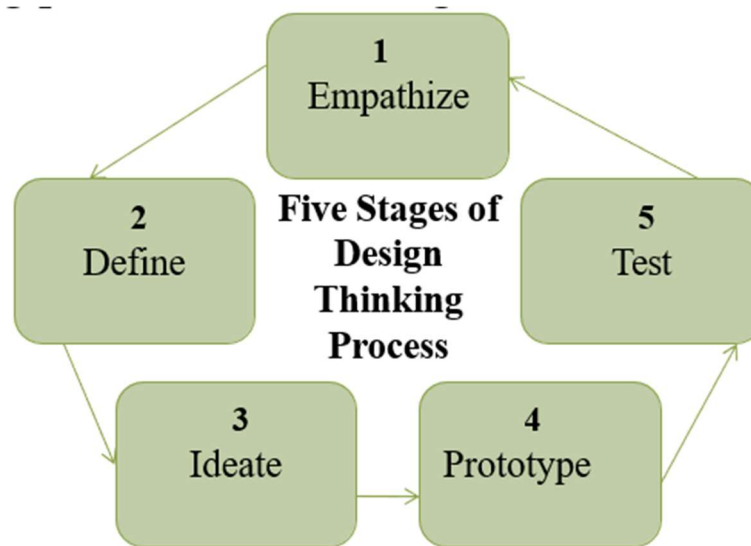 1
Empathize
2
Define
Five Stages of
Design
Thinking
Process
5
Test
3
Ideate
4
Prototype